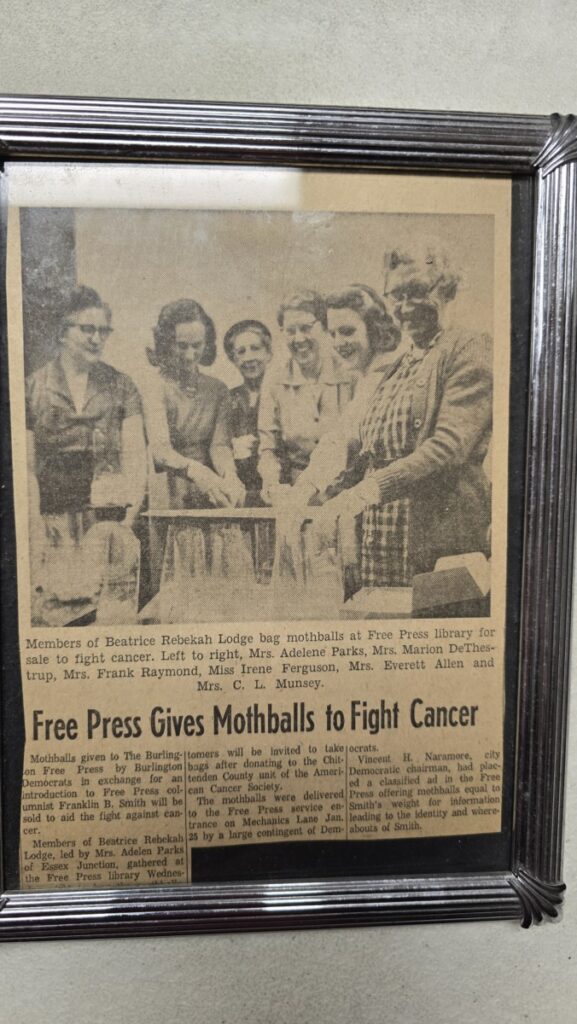 Members of Beatrice Rebekah Lodge bag mothballs at Free Press library for
sale to fight cancer. Left to right, Mrs. Adelene Parks, Mrs. Marion DeThes-
trup, Mrs. Frank Raymond, Miss Irene Ferguson, Mrs. Everett Allen and
Mrs. C. L. Munsey.
Free Press Gives Mothballs to Fight Cancer
Mothballs given to The Burling-
on Free Press by Burlington
Democrats in exchange for an
introduction to Free Press col-
umnist Franklin B. Smith will be
sold to aid the fight against can-
cer.
Members of Beatrice Rebekah
Lodge, led by Mrs. Adelen Parks
of Essex Junction, gathered at
the Free Press library Wednes-
tomers will be invited to take
bags after donating to the Chit-
tenden County unit of the Ameri-
can Cancer Society.
The mothballs were delivered
to the Free Press service en-
trance on Mechanics Lane Jan.
25 by a large contingent of Dem-
ocrats.
Vincent H. Naramore, city
Democratic chairman, had plac-
ed a classified ad in the Free
Press offering mothballs equal to
Smith's weight for information
leading to the identity and where-
abouts of Smith.